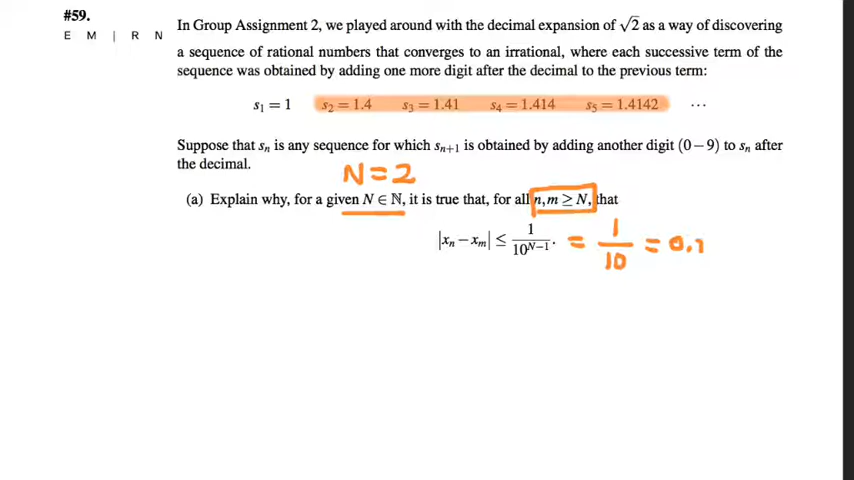 #59.
E M | R N
In Group Assignment 2, we played around with the decimal expansion of √2 as a way of discovering
a sequence of rational numbers that converges to an irrational, where each successive term of the
sequence was obtained by adding one more digit after the decimal to the previous term:
s₁ = 1 s₂ = 1.4 s₃ = 1.41 s₄ = 1.414 s₅ = 1.4142 ⋯
Suppose that sₙ is any sequence for which sₙ₊₁ is obtained by adding another digit (0–9) to sₙ after
the decimal.
N=2
(a) Explain why, for a given N ∈ ℕ, it is true that, for all n,m ≥ N, that
|xₙ − xₘ| ≤ 1/10^{N−1}. = 1/10 = 0.1